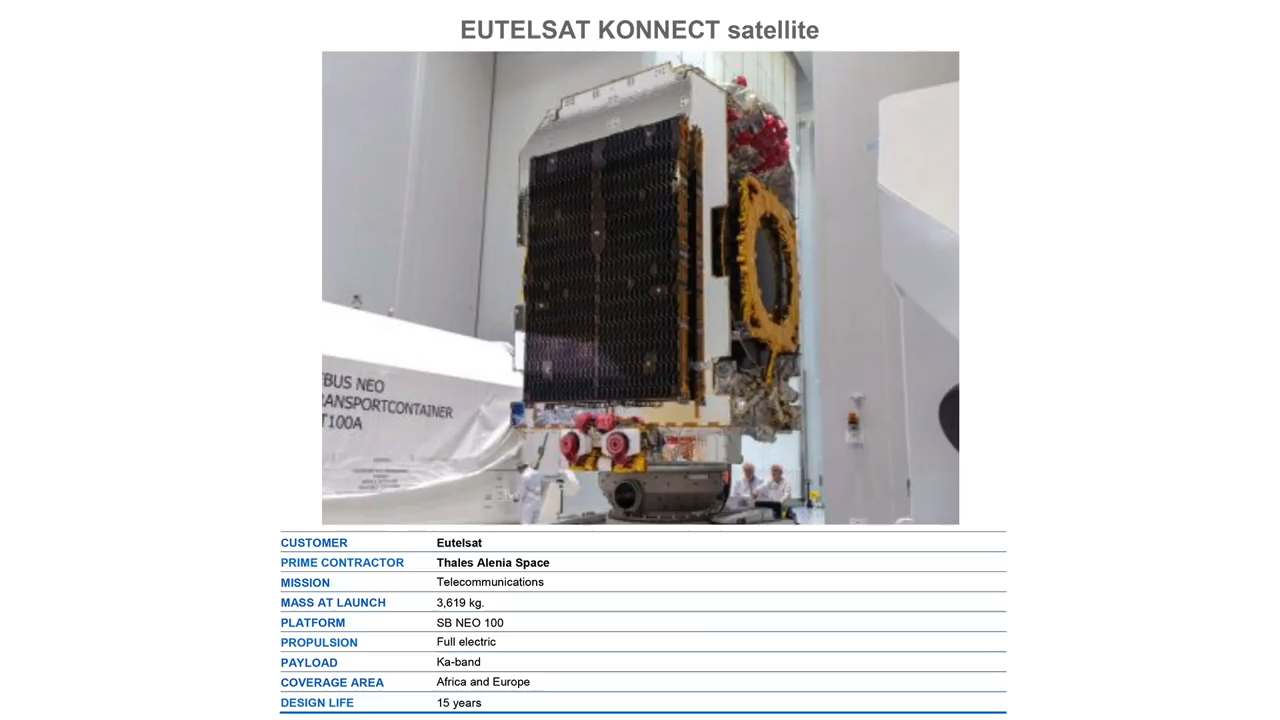 EUTELSAT KONNECT satellite
EBUS NEO
TRANSPORTCONTAINER
T100A
CUSTOMER Eutelsat
PRIME CONTRACTOR Thales Alenia Space
MISSION Telecommunications
MASS AT LAUNCH 3,619 kg.
PLATFORM SB NEO 100
PROPULSION Full electric
PAYLOAD Ka-band
COVERAGE AREA Africa and Europe
DESIGN LIFE 15 years